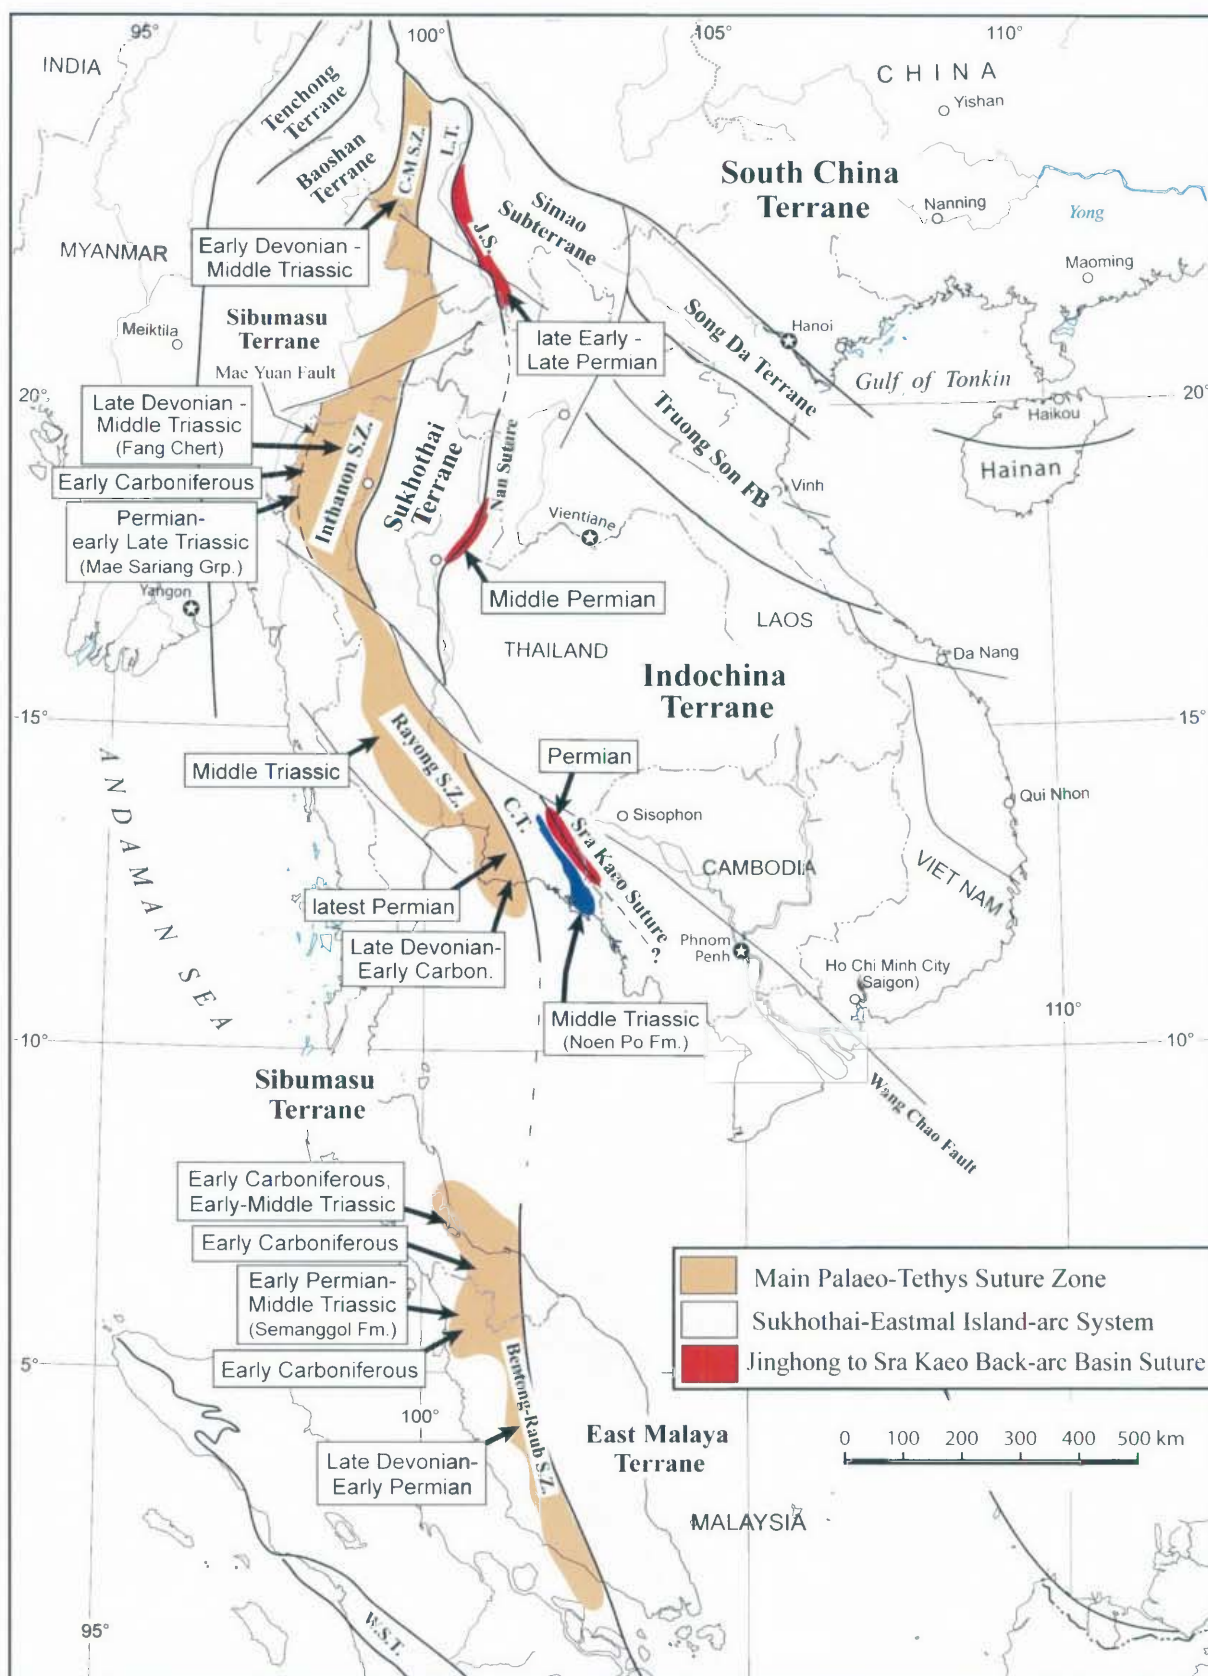 95°
100°
105°
110°
INDIA
CHINA
Yishan
Tenchong
Terrane
Baoshan
Terrane
C-M S.Z.
L.T.
South China
Terrane
Simao
Subterrane
Nanning
Yong
J.S.
Early Devonian -
Middle Triassic
MYANMAR
Maoming
Meiktila
Sibumasu
Terrane
late Early -
Late Permian
Song Da Terrane
Hanoi
Mae Yuan Fault
Gulf of Tonkin
20°
20°
Haikou
Late Devonian -
Middle Triassic
(Fang Chert)
Inthanon S.Z.
Sukhothai
Terrane
Nan Suture
Truong Son FB
Hainan
Early Carboniferous
Vinh
Permian-
early Late Triassic
(Mae Sariang Grp.)
Vientiane
Yangon
Middle Permian
LAOS
THAILAND
Da Nang
Indochina
Terrane
15°
15°
Rayong S.Z.
Middle Triassic
Permian
Qui Nhon
C.T.
Sisophon
Sra Kaeo Suture
?
CAMBODIA
VIET NAM
ANDAMAN SEA
latest Permian
Late Devonian-
Early Carbon.
Phnom
Penh
Ho Chi Minh City
(Saigon)
110°
Middle Triassic
(Noen Po Fm.)
10°
10°
Sibumasu
Terrane
Wang Chao Fault
Early Carboniferous,
Early-Middle Triassic
Early Carboniferous
Early Permian-
Middle Triassic
(Semanggol Fm.)
Early Carboniferous
Main Palaeo-Tethys Suture Zone
Sukhothai-Eastmal Island-arc System
Jinghong to Sra Kaeo Back-arc Basin Suture
5°
100°
Bentong-Raub S.Z.
East Malaya
Terrane
Late Devonian-
Early Permian
0 100 200 300 400 500 km
MALAYSIA
W.S.T.
95°